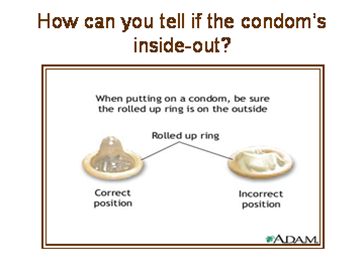 How can you tell if the condom's
inside-out?
When putting on a condom, be sure
the rolled up ring is on the outside
Rolled up ring
Correct
position
Incorrect
position
ADAM.